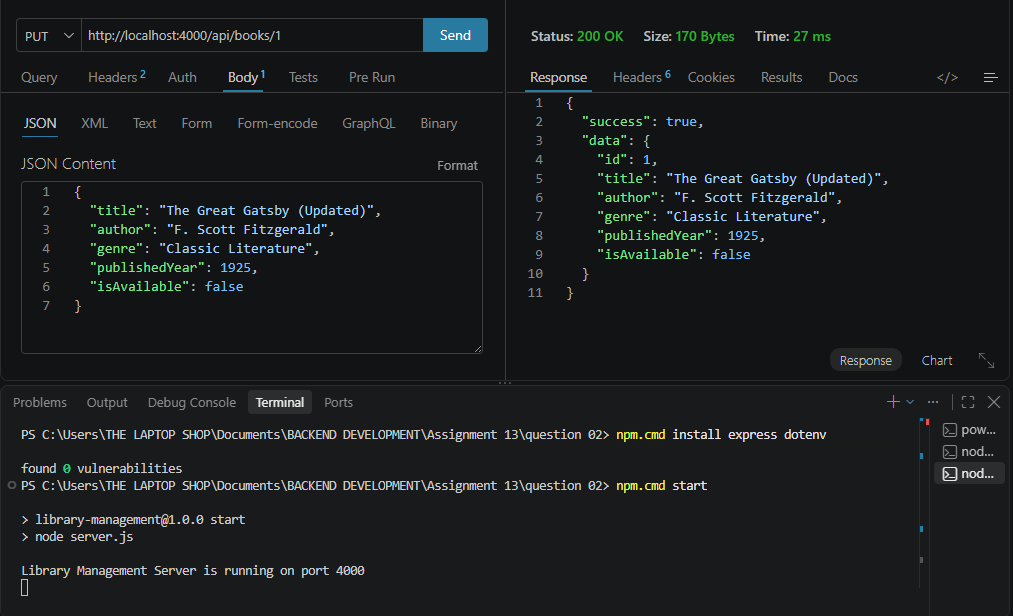 PUT http://localhost:4000/api/books/1 Send
Query Headers 2 Auth Body 1 Tests Pre Run
JSON XML Text Form Form-encode GraphQL Binary
JSON Content Format
1 {
2 "title": "The Great Gatsby (Updated)",
3 "author": "F. Scott Fitzgerald",
4 "genre": "Classic Literature",
5 "publishedYear": 1925,
6 "isAvailable": false
7 }
Status: 200 OK Size: 170 Bytes Time: 27 ms
Response Headers 6 Cookies Results Docs </>
1 {
2 "success": true,
3 "data": {
4 "id": 1,
5 "title": "The Great Gatsby (Updated)",
6 "author": "F. Scott Fitzgerald",
7 "genre": "Classic Literature",
8 "publishedYear": 1925,
9 "isAvailable": false
10 }
11 }
Response Chart
Problems Output Debug Console Terminal Ports
PS C:\Users\THE LAPTOP SHOP\Documents\BACKEND DEVELOPMENT\Assignment 13\question 02> npm.cmd install express dotenv
found 0 vulnerabilities
PS C:\Users\THE LAPTOP SHOP\Documents\BACKEND DEVELOPMENT\Assignment 13\question 02> npm.cmd start
> library-management@1.0.0 start
> node server.js
Library Management Server is running on port 4000
pow...
nod...
nod...